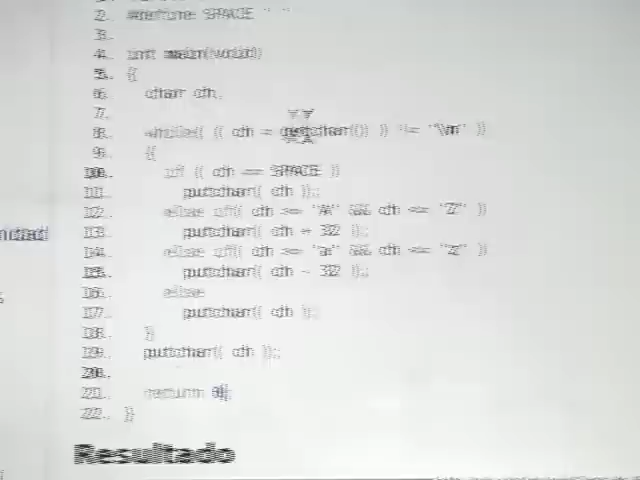 2. #define SPACE ' '
3.
4. int main(void)
5. {
6. char ch;
7.
8. while( ( ch = getchar() ) != '\n' )
9. {
10. if ( ch == SPACE )
11. putchar( ch );
12. else if( ch >= 'A' && ch <= 'Z' )
13. putchar( ch + 32 );
14. else if( ch >= 'a' && ch <= 'z' )
15. putchar( ch - 32 );
16. else
17. putchar( ch );
18. }
19. putchar( ch );
20.
21. return 0;
22. }
Resultado